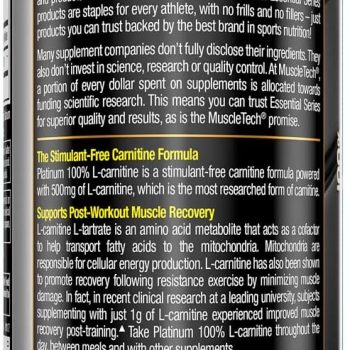 products are staples for every athlete, with no frills and no fillers – just
products you can trust backed by the best brand in sports nutrition!
Many supplement companies don't fully disclose their ingredients. They
also don't invest in science, research or quality control. At MuscleTech®,
a portion of every dollar spent on supplements is allocated towards
funding scientific research. This means you can trust Essential Series
for superior quality and results, as is the MuscleTech® promise.
The Stimulant-Free Carnitine Formula
Platinum 100% L-carnitine is a stimulant-free carnitine formula powered
with 500mg of L-carnitine, which is the most researched form of carnitine.
Supports Post-Workout Muscle Recovery
L-carnitine L-tartrate is an amino acid metabolite that acts as a cofactor
to help transport fatty acids to the mitochondria. Mitochondria are
responsible for cellular energy production. L-carnitine has also been shown
to promote recovery following resistance exercise by minimizing muscle
damage. In fact, in recent clinical research at a leading university, subjects
supplementing with just 1g of L-carnitine experienced improved muscle
recovery post-training.▲ Take Platinum 100% L-carnitine throughout the
day, between meals and with other supplements
100%